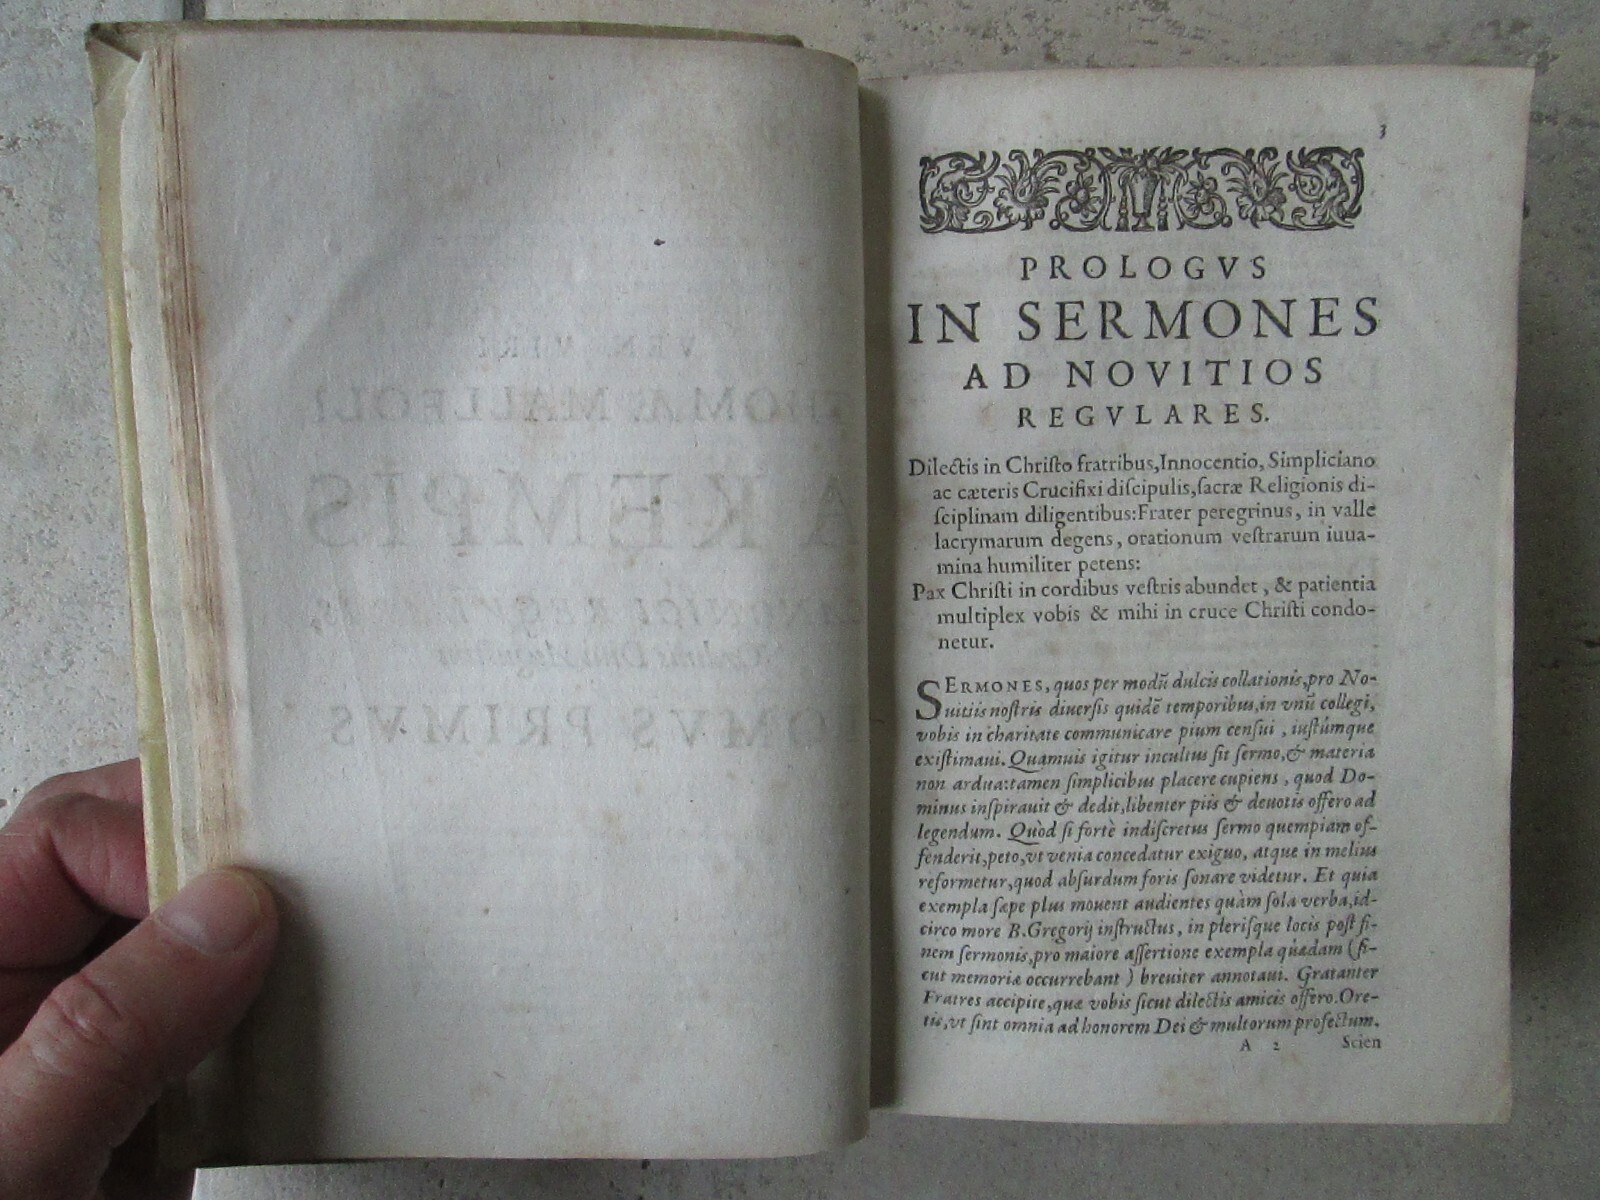 3
PROLOGVS
IN SERMONES
AD NOVITIOS
REGVLARES.
Dilectis in Chriſto fratribus,Innocentio, Simpliciano
ac cæteris Crucifixi diſcipulis,ſacræ Religionis di-
ſciplinam diligentibus:Frater peregrinus, in valle
lacrymarum degens, orationum veſtrarum iuua-
mina humiliter petens:
Pax Chriſti in cordibus veſtris abundet, & patientia
multiplex vobis & mihi in cruce Chriſti condo-
netur.
SERMONES, quos per modū dulcis collationis,pro No-
uitiis noſtris diuerſis quidē temporibus,in vnū collegi,
vobis in charitate communicare pium cenſui, iuſtúmque
exiſtimaui. Quamuis igitur incultus ſit ſermo,& materia
non ardua:tamen ſimplicibus placere cupiens, quod Do-
minus inſpirauit & dedit,libenter piis & deuotis offero ad
legendum. Quòd ſi fortè indiſcretus ſermo quempiam of-
fenderit,peto,vt venia concedatur exiguo, atque in melius
reformetur,quod abſurdum foris ſonare videtur. Et quia
exempla ſæpe plus mouent audientes quàm ſola verba,id-
circo more B.Gregorij inſtructus, in pleriſque locis poſt fi-
nem ſermonis,pro maiore aſſertione exempla quædam (ſi-
cut memoriæ occurrebant) breuiter annotaui. Gratanter
Fratres accipite,quæ vobis ſicut dilectis amicis offero.Ore-
tis,vt ſint omnia ad honorem Dei & multorum profectum.
A 2 Scien